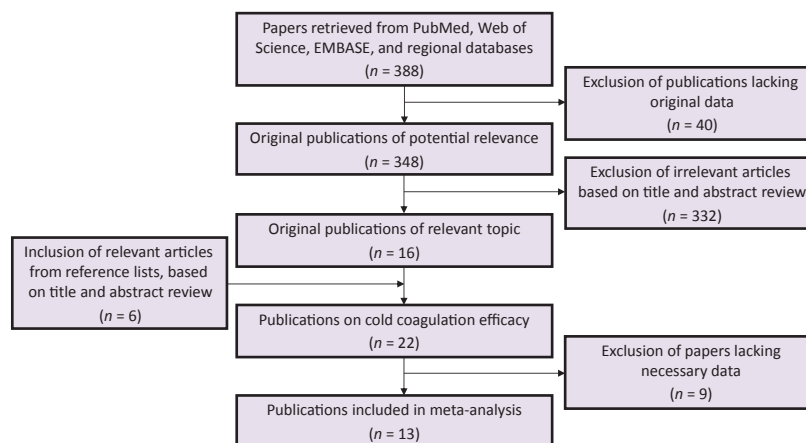 Papers retrieved from PubMed, Web of
Science, EMBASE, and regional databases
(n = 388)
Exclusion of publications lacking
original data
(n = 40)
Original publications of potential relevance
(n = 348)
Exclusion of irrelevant articles
based on title and abstract review
(n = 332)
Original publications of relevant topic
(n = 16)
Inclusion of relevant articles
from reference lists, based
on title and abstract review
(n = 6)
Publications on cold coagulation efficacy
(n = 22)
Exclusion of papers lacking
necessary data
(n = 9)
Publications included in meta-analysis
(n = 13)